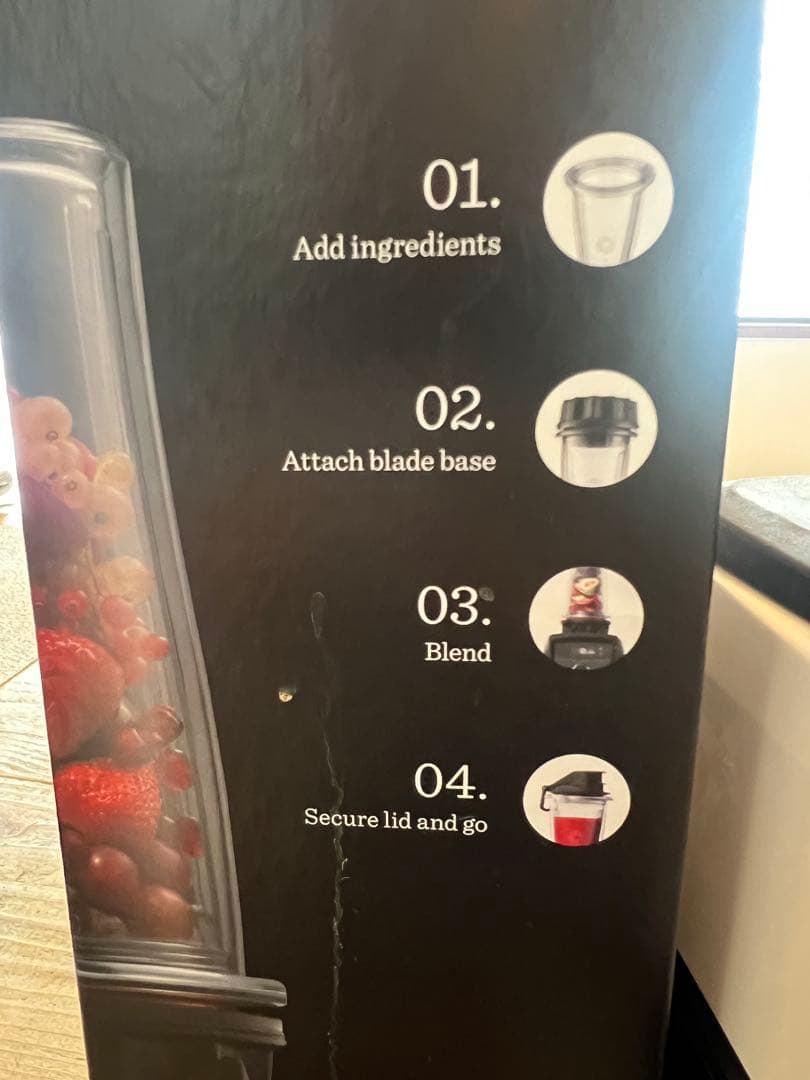 01.
Add ingredients
02.
Attach blade base
03.
Blend
04.
Secure lid and go